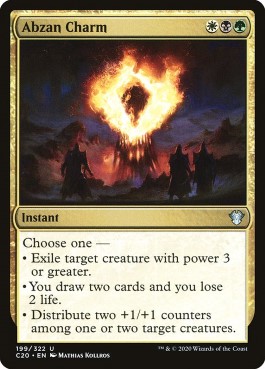 Abzan Charm
Instant
Choose one —
• Exile target creature with power 3
or greater.
•You draw two cards and you lose
2 life.
• Distribute two +1/+1 counters
among one or two target creatures.
199/322 U
C20 • EN Mathias Kollros
™ & © 2020 Wizards of the Coast